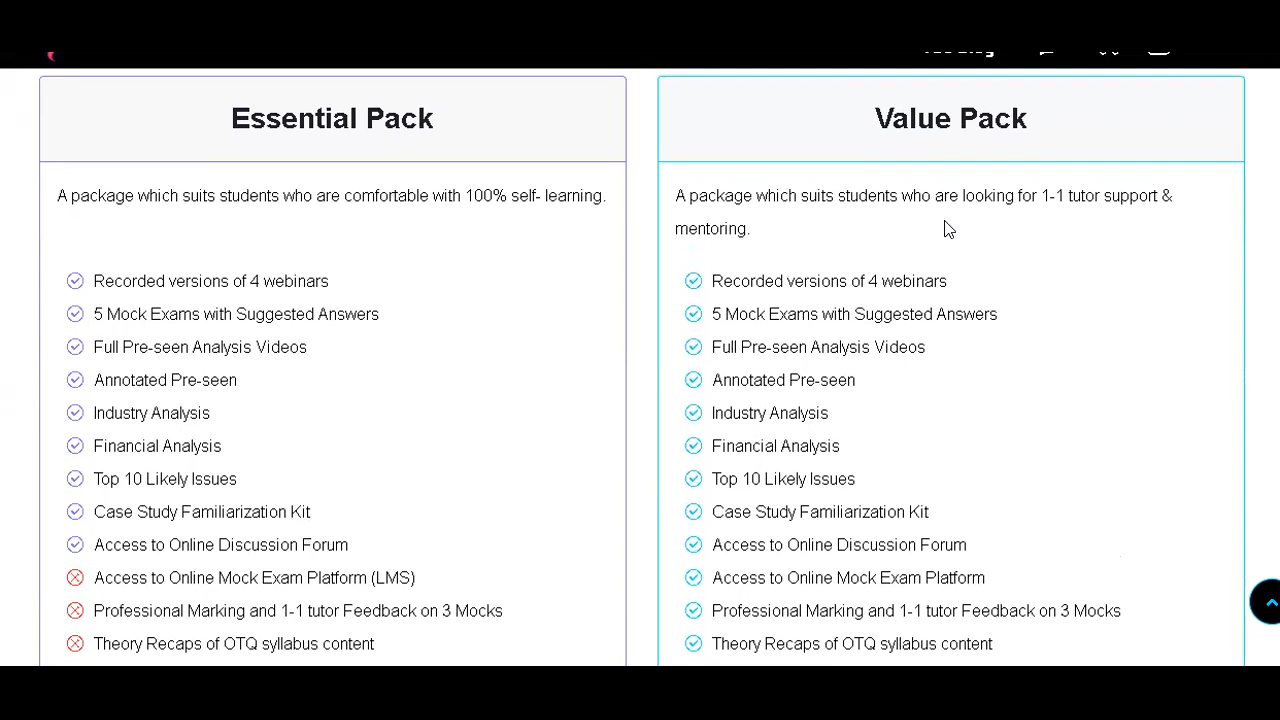 Essential Pack
A package which suits students who are comfortable with 100% self- learning.
Recorded versions of 4 webinars
5 Mock Exams with Suggested Answers
Full Pre-seen Analysis Videos
Annotated Pre-seen
Industry Analysis
Financial Analysis
Top 10 Likely Issues
Case Study Familiarization Kit
Access to Online Discussion Forum
Access to Online Mock Exam Platform (LMS)
Professional Marking and 1-1 tutor Feedback on 3 Mocks
Theory Recaps of OTQ syllabus content
Value Pack
A package which suits students who are looking for 1-1 tutor support &
mentoring.
Recorded versions of 4 webinars
5 Mock Exams with Suggested Answers
Full Pre-seen Analysis Videos
Annotated Pre-seen
Industry Analysis
Financial Analysis
Top 10 Likely Issues
Case Study Familiarization Kit
Access to Online Discussion Forum
Access to Online Mock Exam Platform
Professional Marking and 1-1 tutor Feedback on 3 Mocks
Theory Recaps of OTQ syllabus content